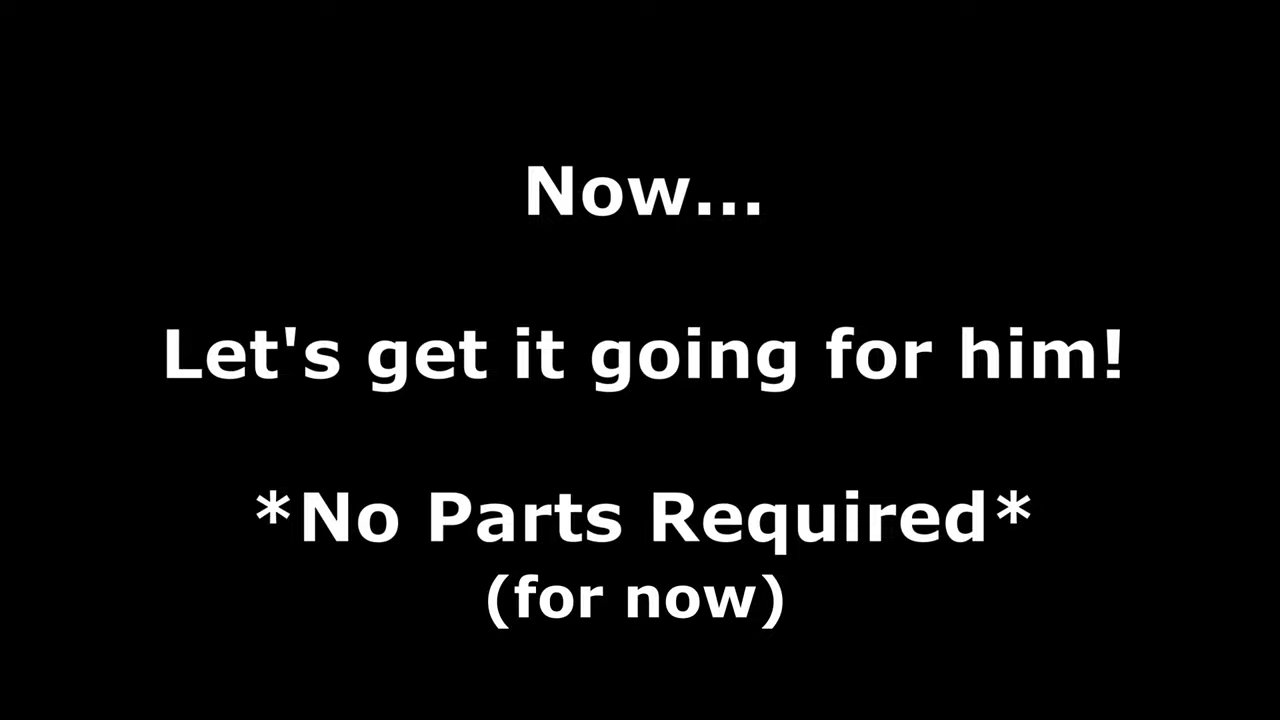 Now...
Let's get it going for him!
*No Parts Required*
(for now)